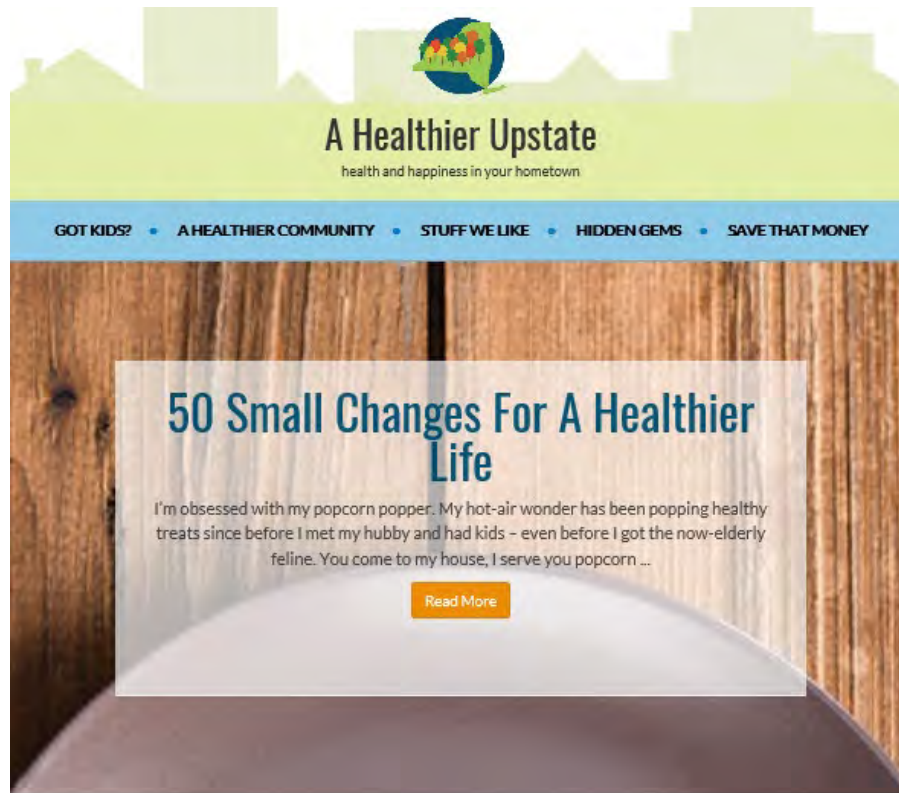 A Healthier Upstate
health and happiness in your hometown
GOT KIDS? • A HEALTHIER COMMUNITY • STUFF WE LIKE • HIDDEN GEMS • SAVE THAT MONEY
50 Small Changes For A Healthier
Life
I'm obsessed with my popcorn popper. My hot-air wonder has been popping healthy
treats since before I met my hubby and had kids – even before I got the now-elderly
feline. You come to my house, I serve you popcorn ...
Read More